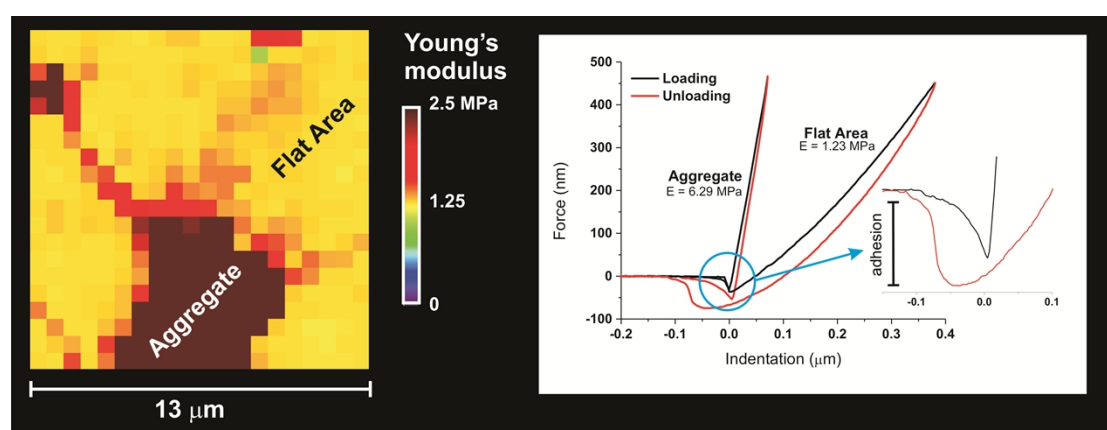 Young's
modulus
2.5 MPa
1.25
0
Flat Area
Aggregate
13 μm
500
400
300
200
100
0
-100
-0.2
-0.1
0.0
0.1
0.2
0.3
0.4
Force (nm)
Indentation (μm)
Loading
Unloading
Flat Area
E = 1.23 MPa
Aggregate
E = 6.29 MPa
adhesion
-0.1
0.0
0.1